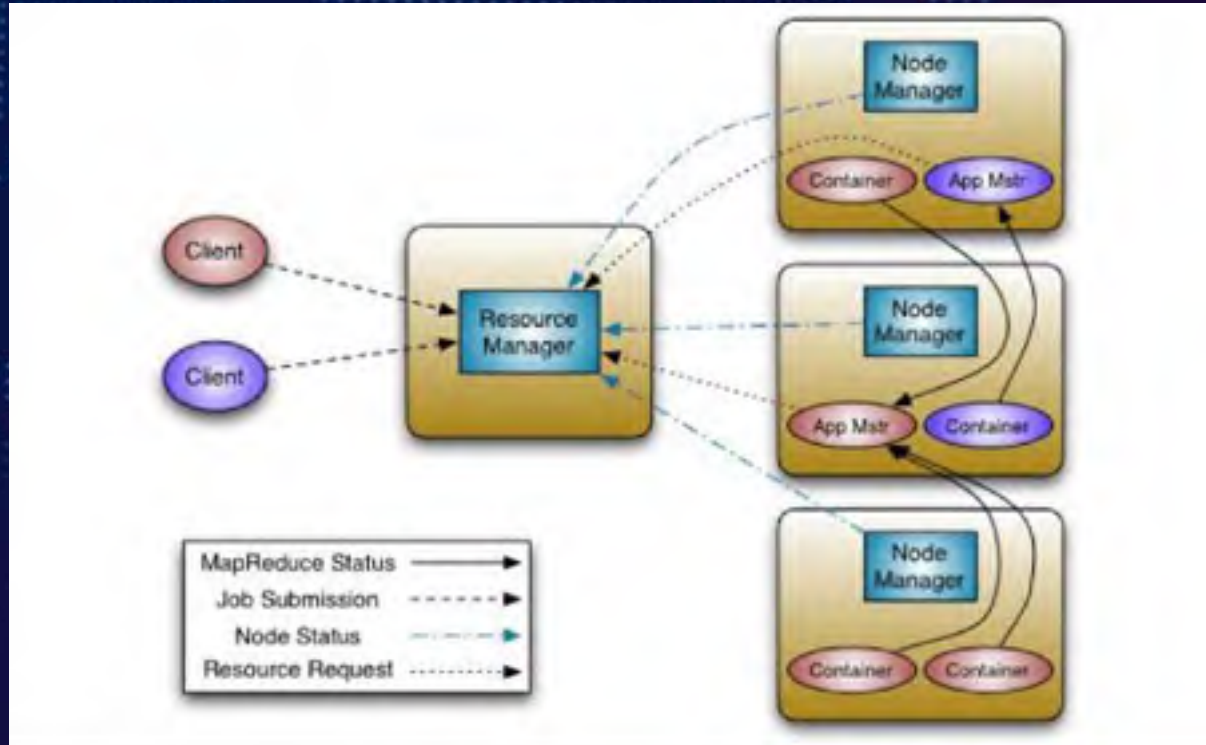 Node
Manager
Container
App Mstr
Client
Resource
Manager
Node
Manager
Client
App Mstr
Container
MapReduce Status
Job Submission
Node Status
Resource Request
Node
Manager
Container
Container